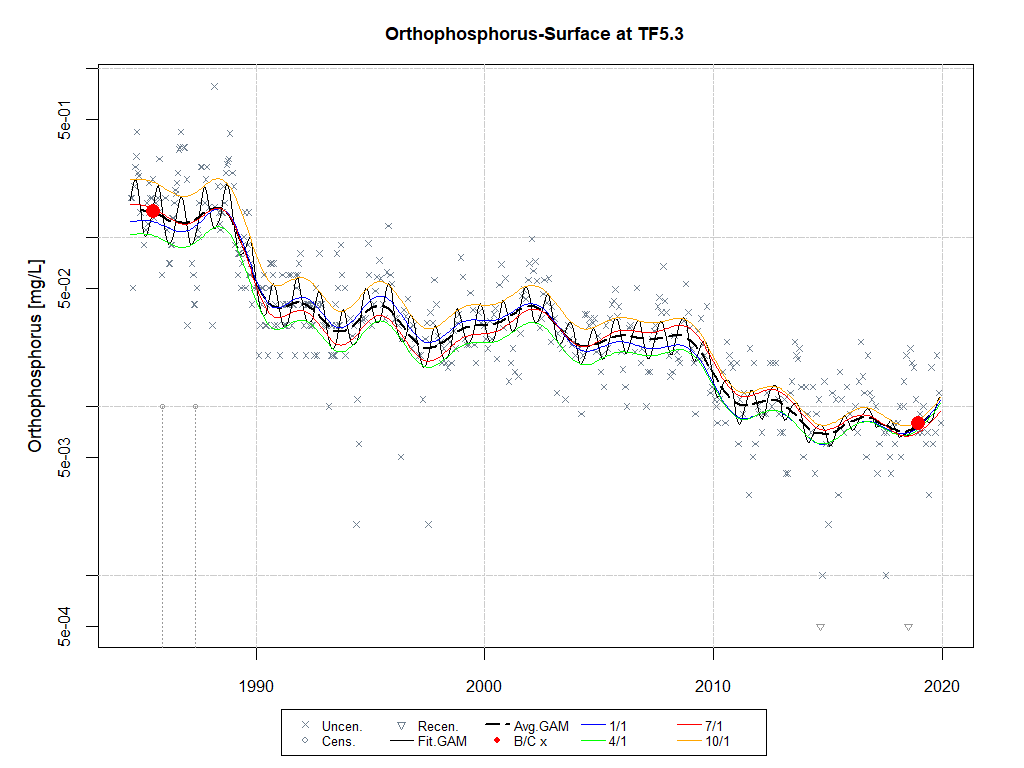 Orthophosphorus-Surface at TF5.3
Orthophosphorus [mg/L]
5e-01
5e-02
5e-03
5e-04
1990 2000 2010 2020
Uncen. Recen. Avg.GAM 1/1 7/1
Cens. Fit.GAM B/C x 4/1 10/1